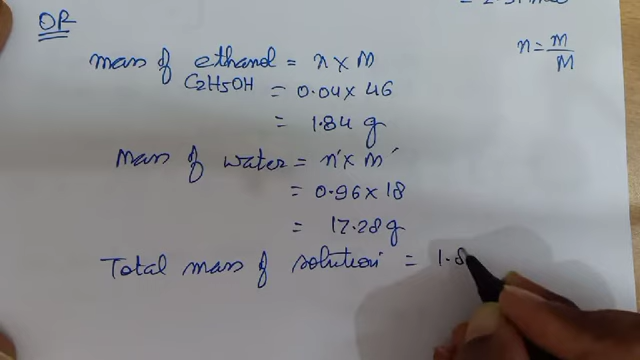 OR
mass of ethanol = n × M
n = m/M
C2H5OH = 0.04 × 46
= 1.84 g
Mass of water = n' × m'
= 0.96 × 18
= 17.28 g
Total mass of solution = 1.8